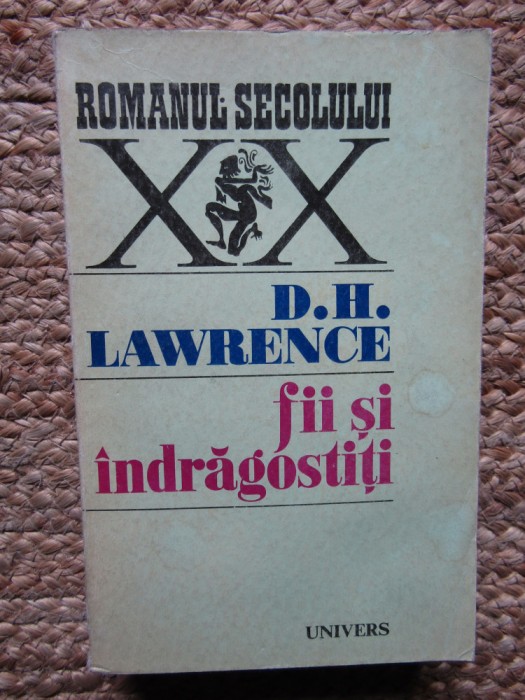 ROMANUL SECOLULUI
XX
D.H.
LAWRENCE
fii și
îndrăgostiți
UNIVERS